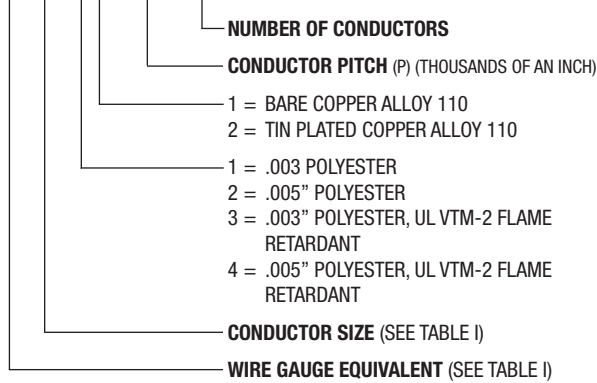 NUMBER OF CONDUCTORS
CONDUCTOR PITCH (P) (THOUSANDS OF AN INCH)
1 = BARE COPPER ALLOY 110
2 = TIN PLATED COPPER ALLOY 110
1 = .003 POLYESTER
2 = .005" POLYESTER
3 = .003" POLYESTER, UL VTM-2 FLAME
RETARDANT
4 = .005" POLYESTER, UL VTM-2 FLAME
RETARDANT
CONDUCTOR SIZE (SEE TABLE I)
WIRE GAUGE EQUIVALENT (SEE TABLE I)